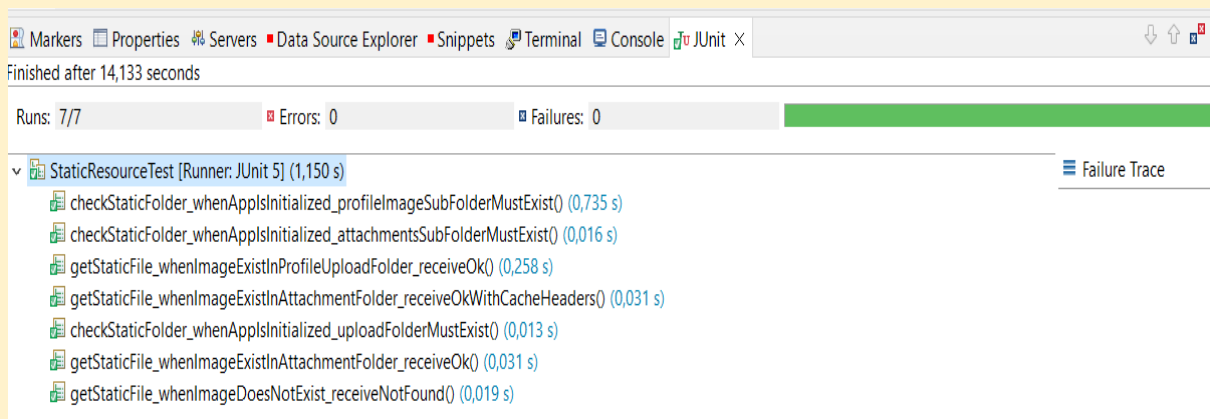 Markers Properties Servers Data Source Explorer Snippets Terminal Console JUnit
Finished after 14,133 seconds
Runs: 7/7 Errors: 0 Failures: 0
StaticResourceTest [Runner: JUnit 5] (1,150 s) Failure Trace
checkStaticFolder_whenAppIsInitialized_profileImageSubFolderMustExist() (0,735 s)
checkStaticFolder_whenAppIsInitialized_attachmentsSubFolderMustExist() (0,016 s)
getStaticFile_whenImageExistInProfileUploadFolder_receiveOk() (0,258 s)
getStaticFile_whenImageExistInAttachmentFolder_receiveOkWithCacheHeaders() (0,031 s)
checkStaticFolder_whenAppIsInitialized_uploadFolderMustExist() (0,013 s)
getStaticFile_whenImageExistInAttachmentFolder_receiveOk() (0,031 s)
getStaticFile_whenImageDoesNotExist_receiveNotFound() (0,019 s)